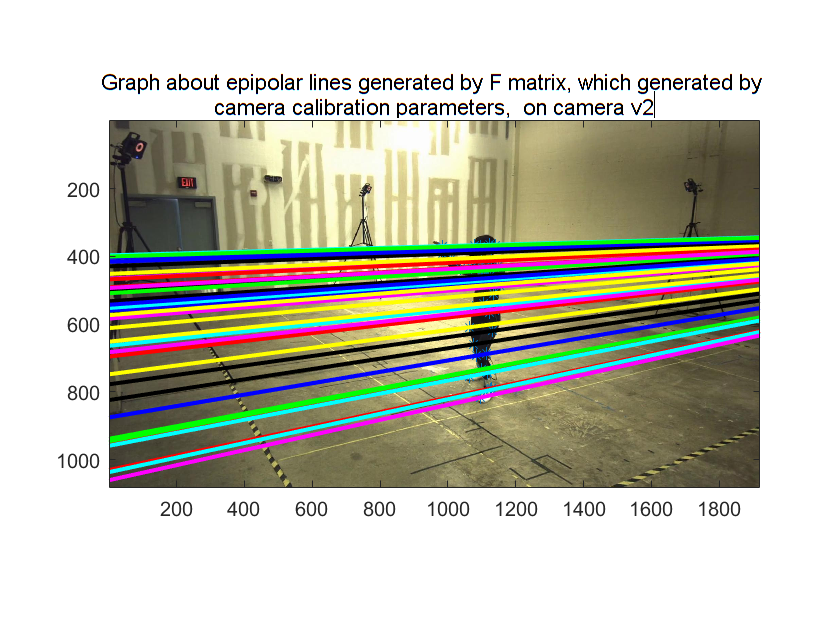 Graph about epipolar lines generated by F matrix, which generated by
camera calibration parameters,  on camera v2
EXIT
200
400
600
800
1000
200 400 600 800 1000 1200 1400 1600 1800